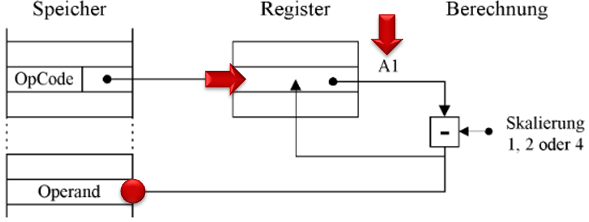 Speicher
Register
Berechnung
A1
OpCode
-
Skalierung
1, 2 oder 4
Operand